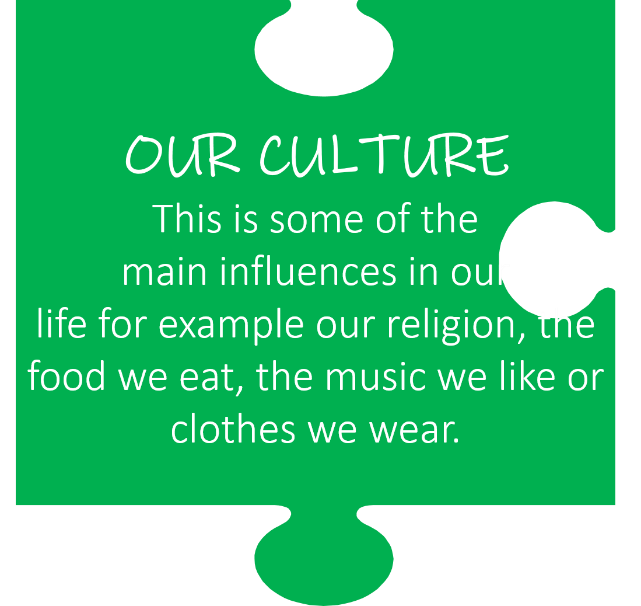 OUR CULTURE
This is some of the
main influences in our
life for example our religion, the
food we eat, the music we like or
clothes we wear.